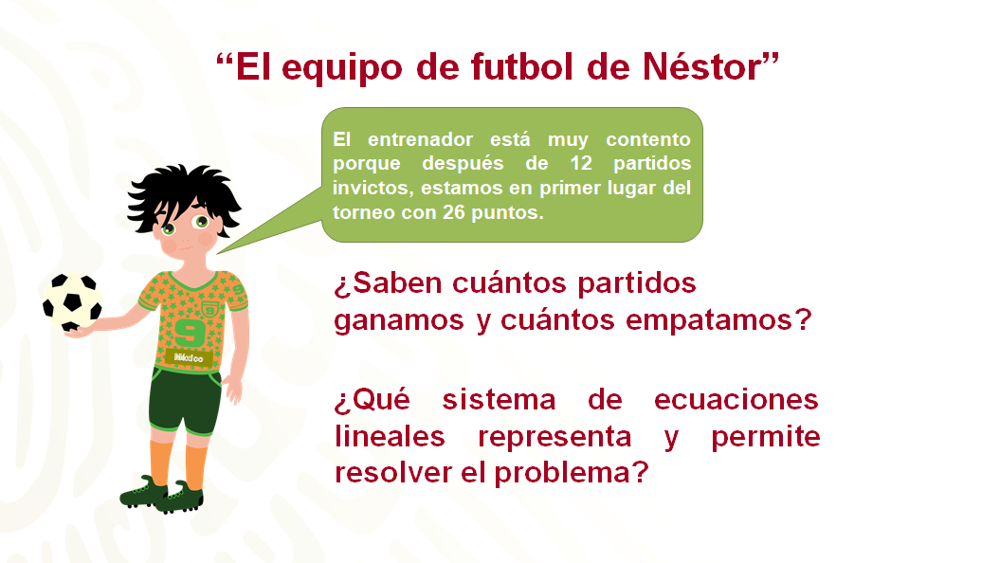 “El equipo de futbol de Néstor”
El entrenador está muy contento
porque después de 12 partidos
invictos, estamos en primer lugar del
torneo con 26 puntos.
¿Saben cuántos partidos
ganamos y cuántos empatamos?
¿Qué sistema de ecuaciones
lineales representa y permite
resolver el problema?
9
9
9
México